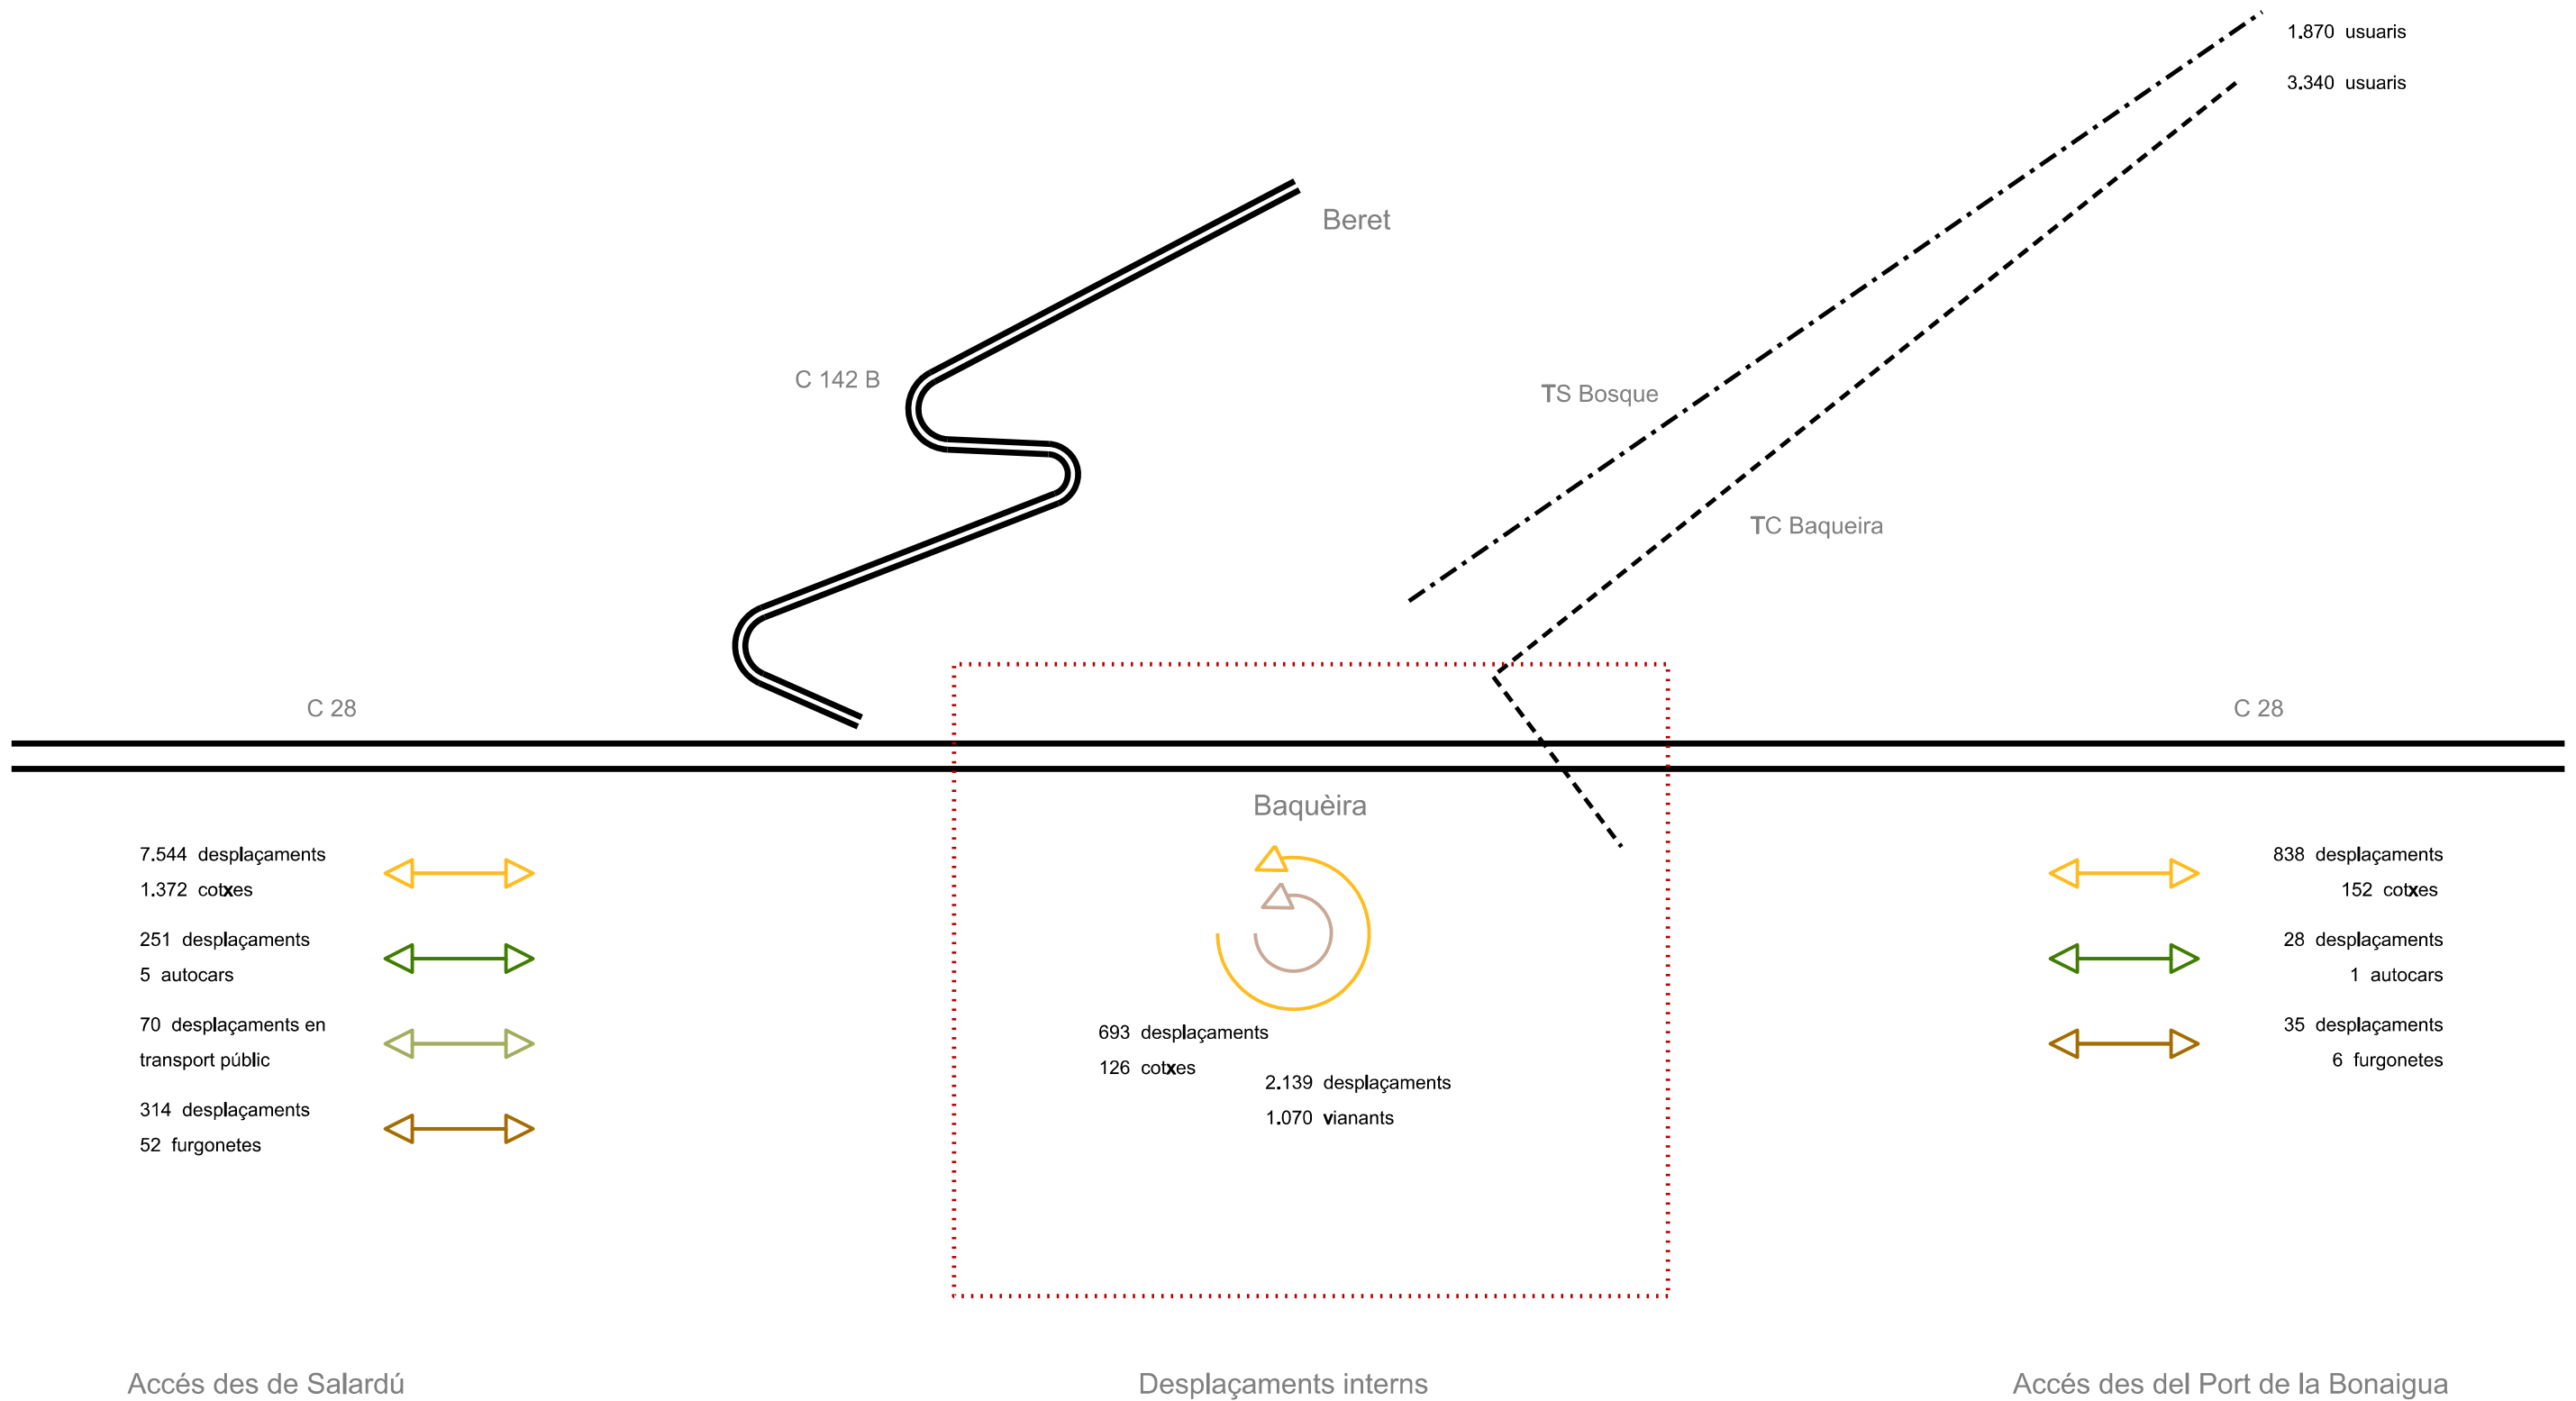 1.870 usuaris
3.340 usuaris
Beret
C 142 B
TS Bosque
TC Baqueira
C 28
C 28
Baquèira
7.544 desplaçaments
1.372 cotxes
251 desplaçaments
5 autocars
70 desplaçaments en
transport públic
314 desplaçaments
52 furgonetes
693 desplaçaments
126 cotxes
2.139 desplaçaments
1.070 vianants
838 desplaçaments
152 cotxes
28 desplaçaments
1 autocars
35 desplaçaments
6 furgonetes
Accés des de Salardú
Desplaçaments interns
Accés des del Port de la Bonaigua